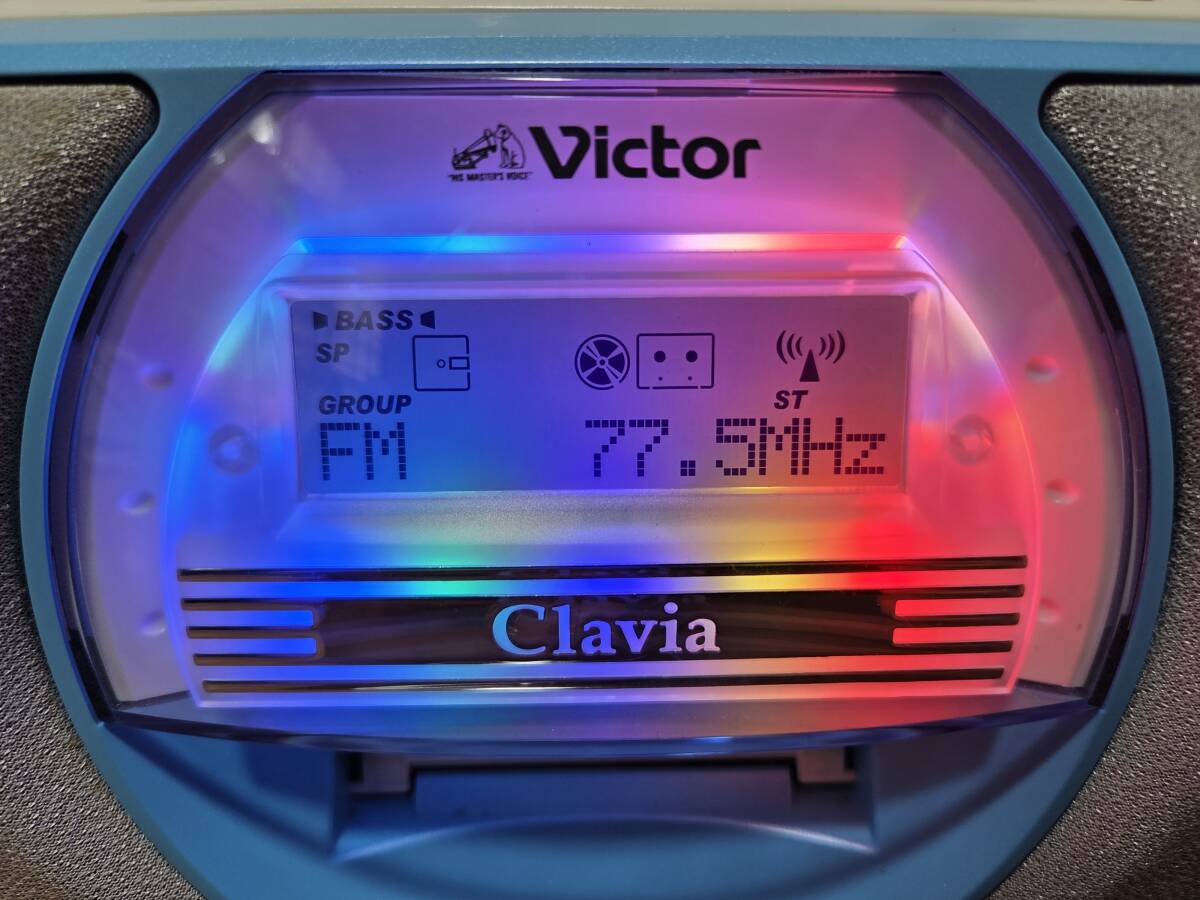 Victor
"HIS MASTER'S VOICE"
BASS
SP
GROUP
ST
FM 77.5MHz
Clavia